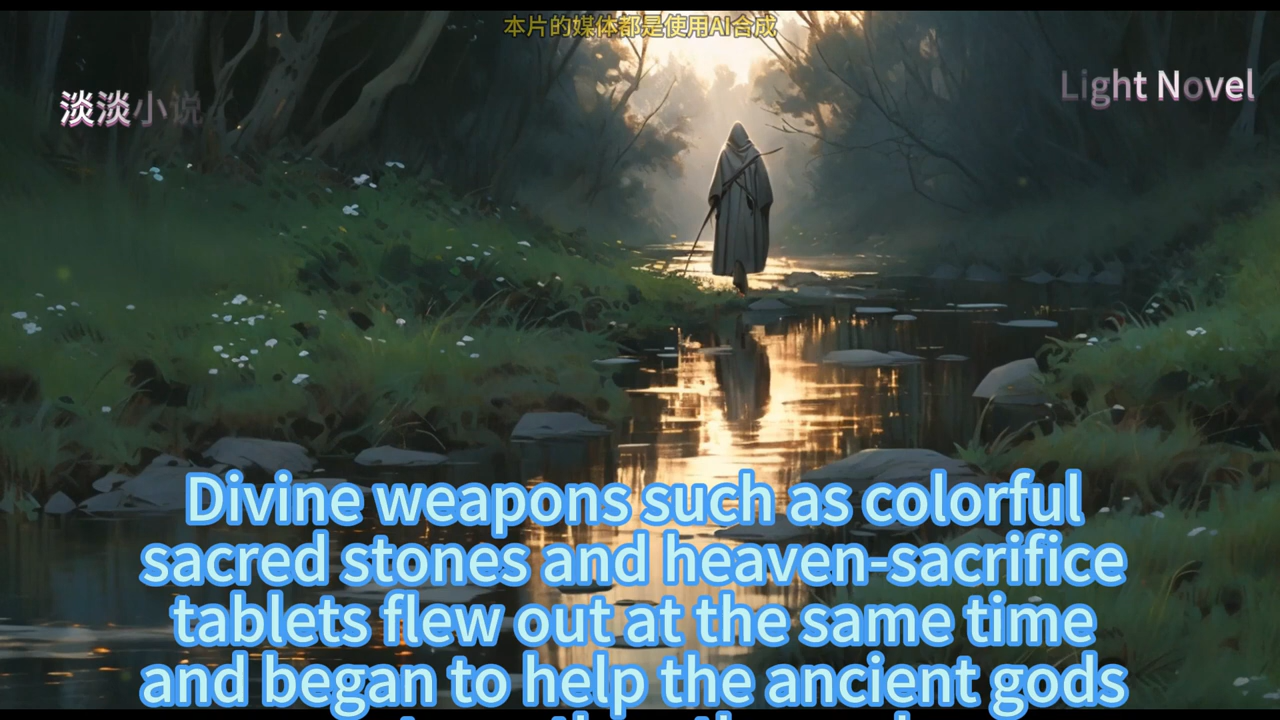 本片的媒体都是使用AI合成
Light Novel
淡淡小说
Divine weapons such as colorful
sacred stones and heaven-sacrifice
tablets flew out at the same time
and began to help the ancient gods